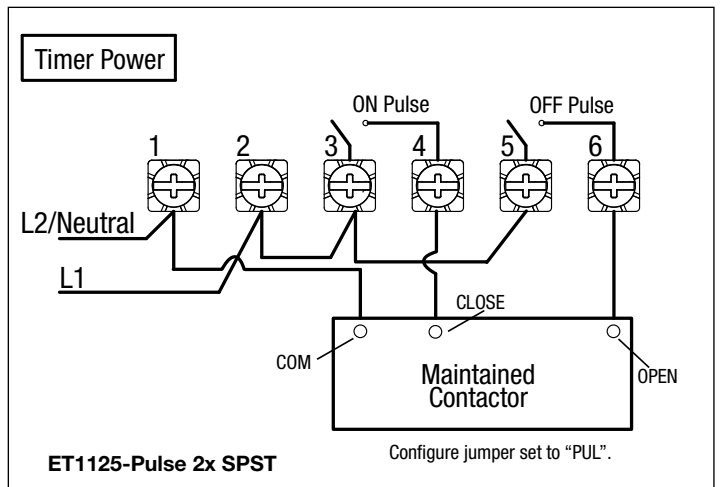 Timer Power
ON Pulse
OFF Pulse
1
2
3
4
5
6
L2/Neutral
L1
CLOSE
COM
Maintained
Contactor
OPEN
ET1125-Pulse 2x SPST
Configure jumper set to “PUL”.